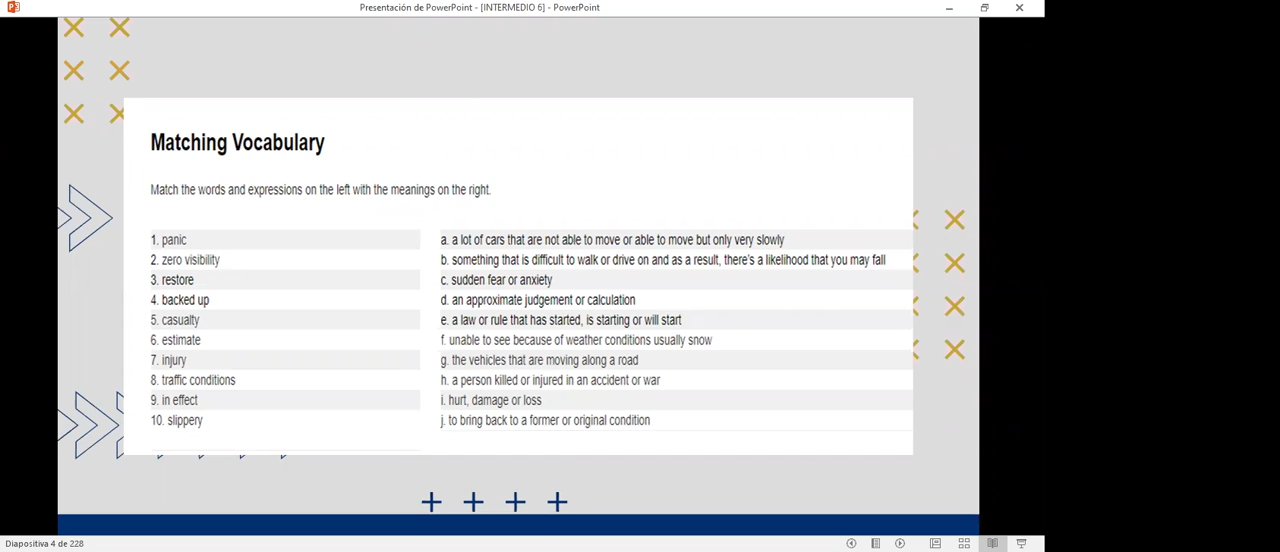 Presentación de PowerPoint - [INTERMEDIO 6] - PowerPoint
Matching Vocabulary
Match the words and expressions on the left with the meanings on the right.
1. panic
2. zero visibility
3. restore
4. backed up
5. casualty
6. estimate
7. injury
8. traffic conditions
9. in effect
10. slippery
a. a lot of cars that are not able to move or able to move but only very slowly
b. something that is difficult to walk or drive on and as a result, there's a likelihood that you may fall
c. sudden fear or anxiety
d. an approximate judgement or calculation
e. a law or rule that has started, is starting or will start
f. unable to see because of weather conditions usually snow
g. the vehicles that are moving along a road
h. a person killed or injured in an accident or war
i. hurt, damage or loss
j. to bring back to a former or original condition
Diapositiva 4 de 228